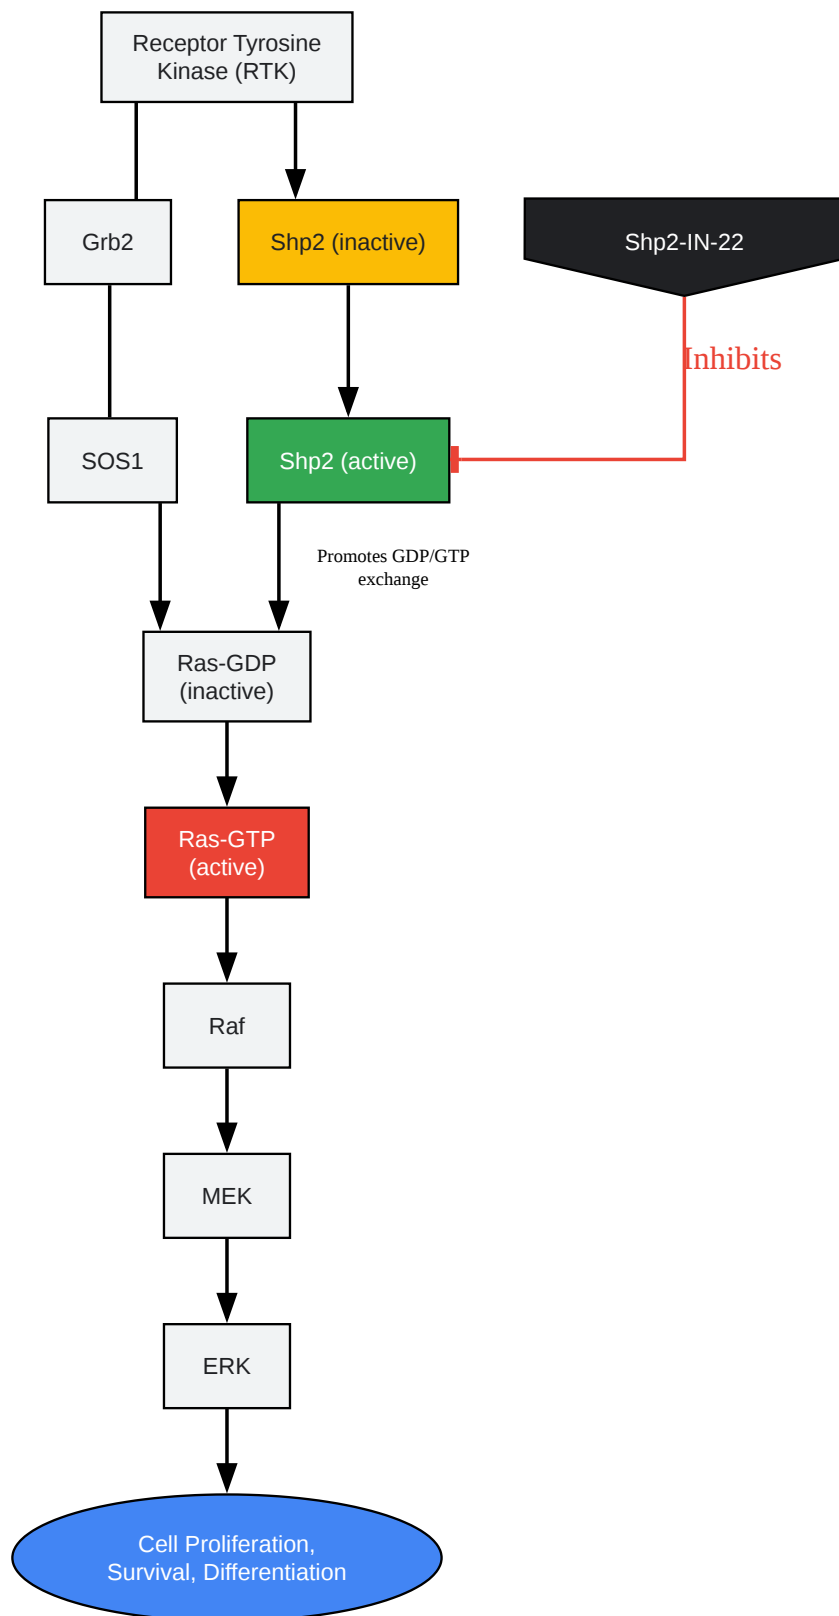 Receptor Tyrosine
Kinase (RTK)
Grb2
Shp2 (inactive)
Shp2-IN-22
Inhibits
SOS1
Shp2 (active)
Promotes GDP/GTP
exchange
Ras-GDP
(inactive)
Ras-GTP
(active)
Raf
MEK
ERK
Cell Proliferation,
Survival, Differentiation